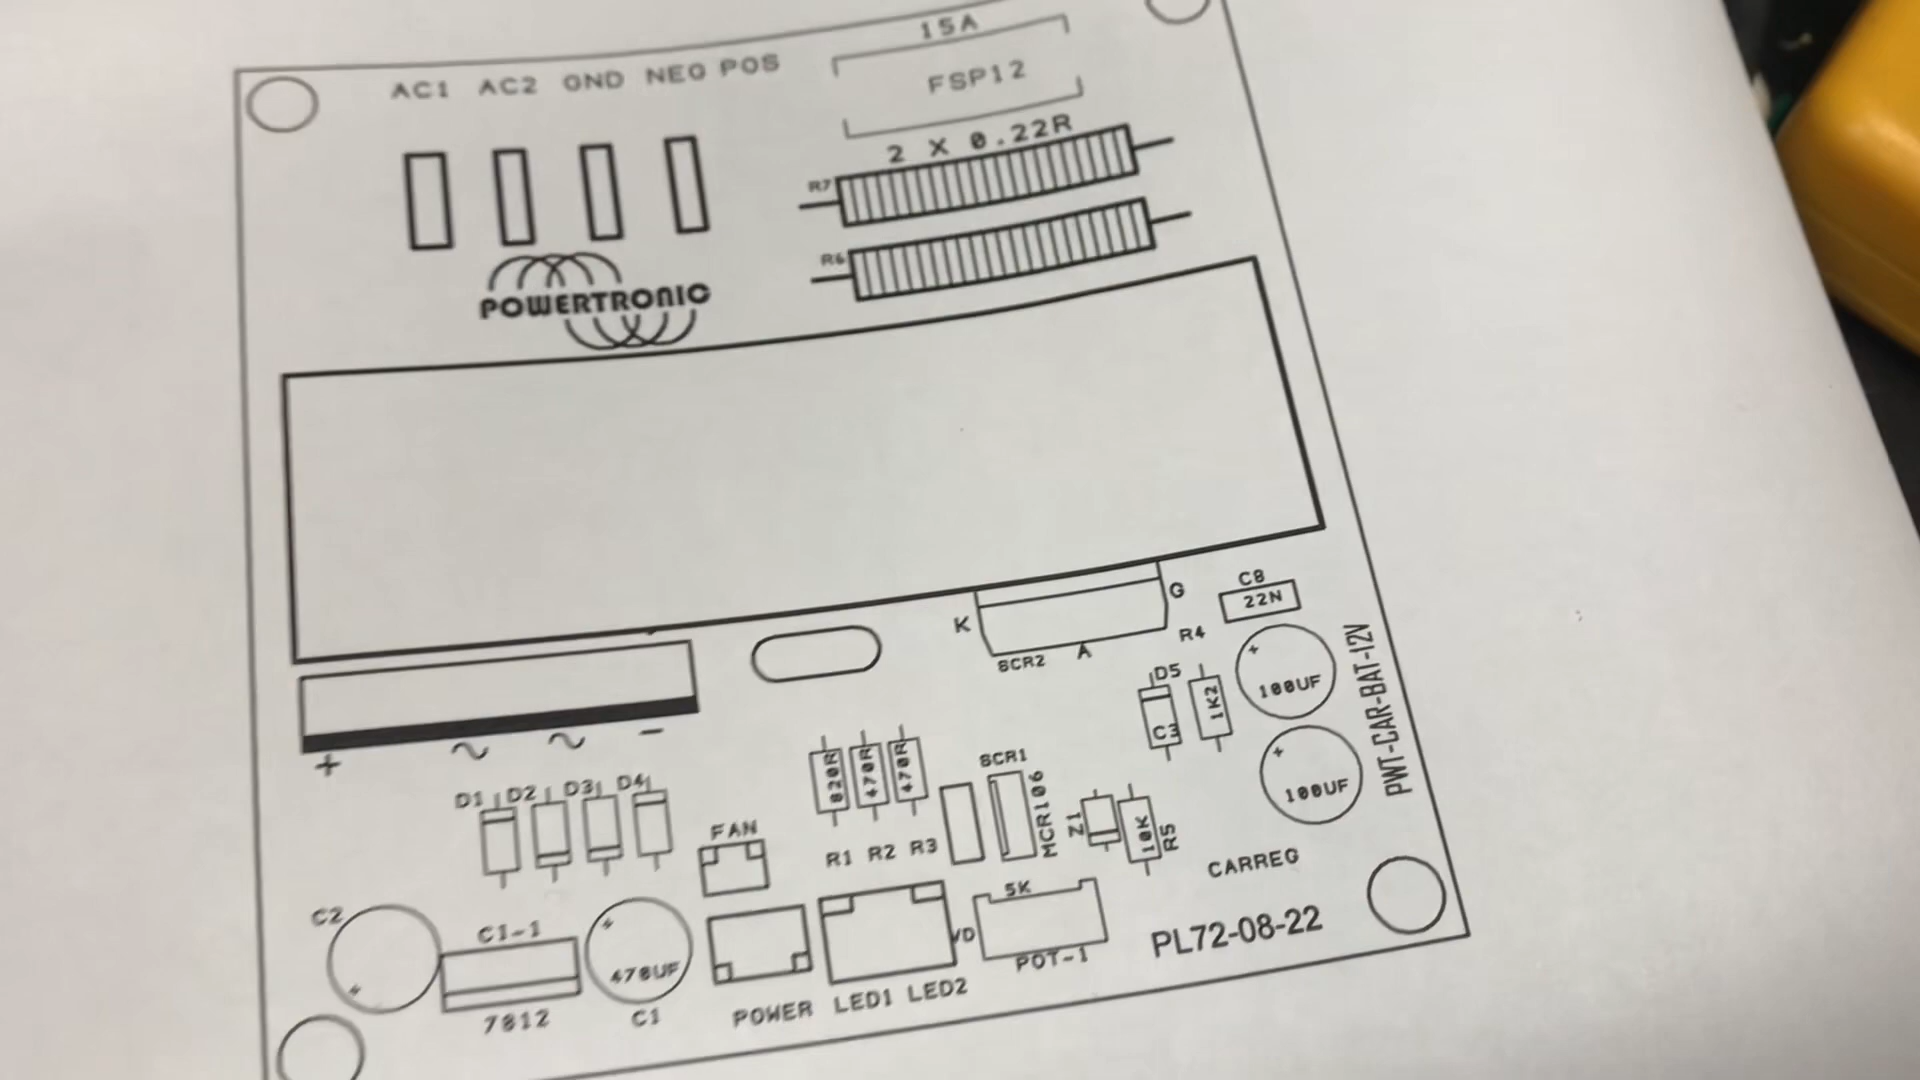 15A
AC1 AC2 GND NEG POS
FSP12
2 X 0.22R
R7
R6
POWERTRONIC
C8
22N
K
G
SCR2
A
R4
100UF
D5
1K2
C3
PWT-CAR-BAT-12V
+ ~ ~ -
D1 D2 D3 D4
820R 470R 470R
SCR1
MCR106
100UF
FAN
R1 R2 R3
Z1
10K
R5
CARREG
C2
C1-1
470UF
5K
VD
POT-1
PL72-08-22
7812
C1
POWER LED1 LED2